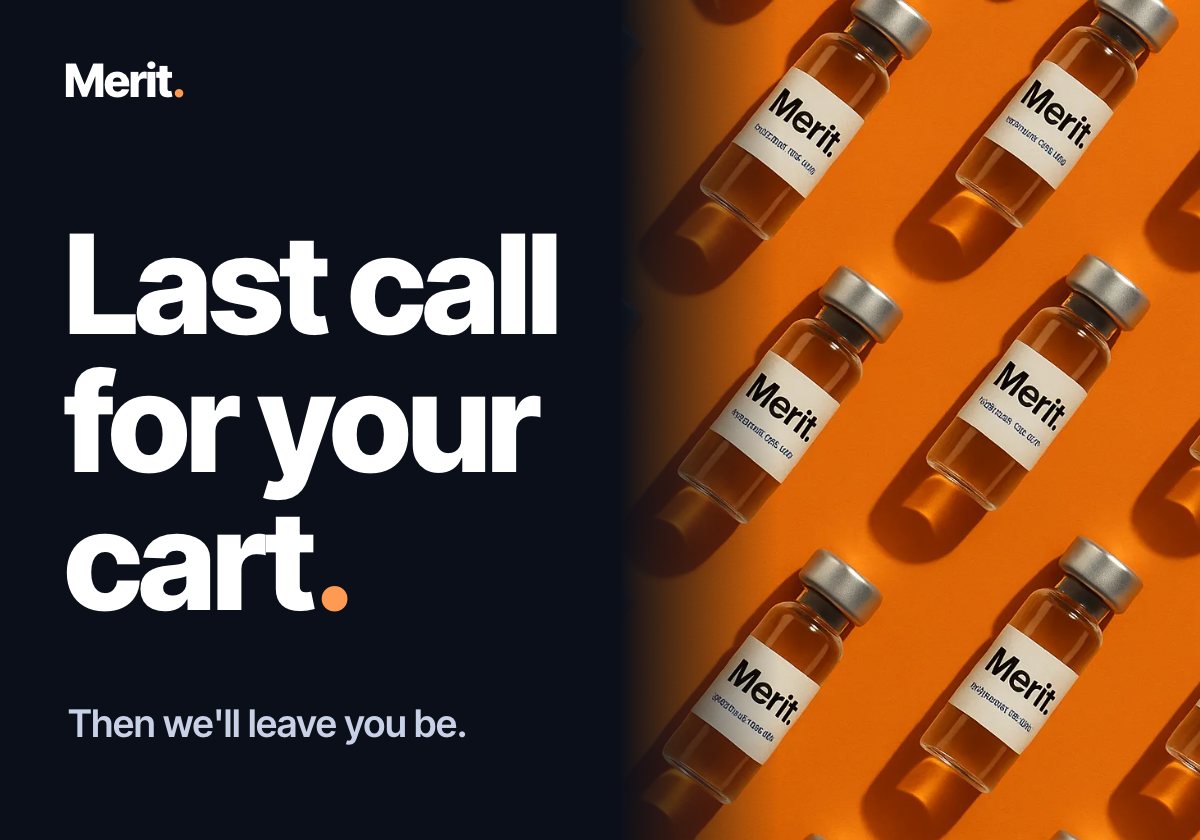 Merit.
Last call
for your
cart.
Then we'll leave you be.
Merit.
Merit.
Merit.
Merit.
Merit.
Merit.